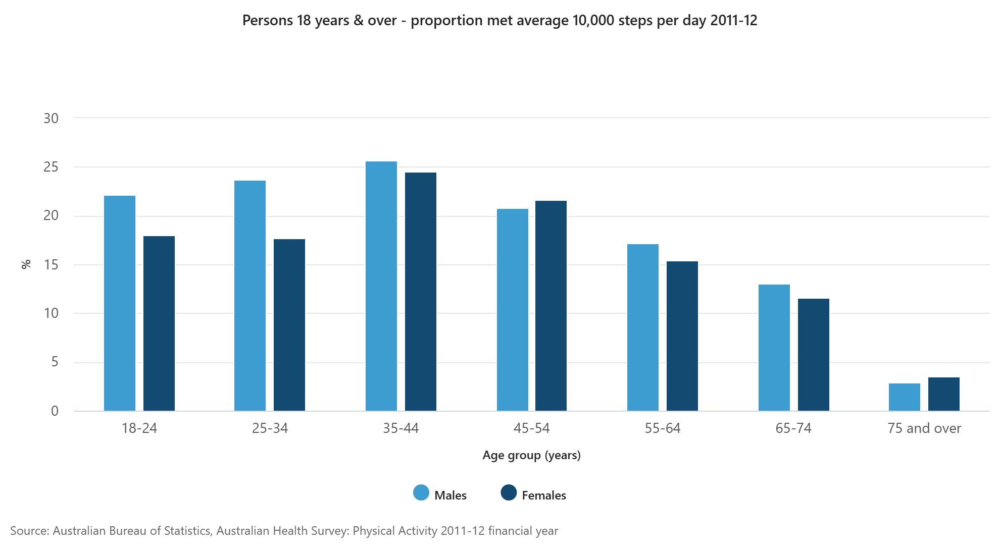 Persons 18 years & over - proportion met average 10,000 steps per day 2011-12
30
25
20
15
10
5
0
%
18-24 25-34 35-44 45-54 55-64 65-74 75 and over
Age group (years)
Males Females
Source: Australian Bureau of Statistics, Australian Health Survey: Physical Activity 2011-12 financial year